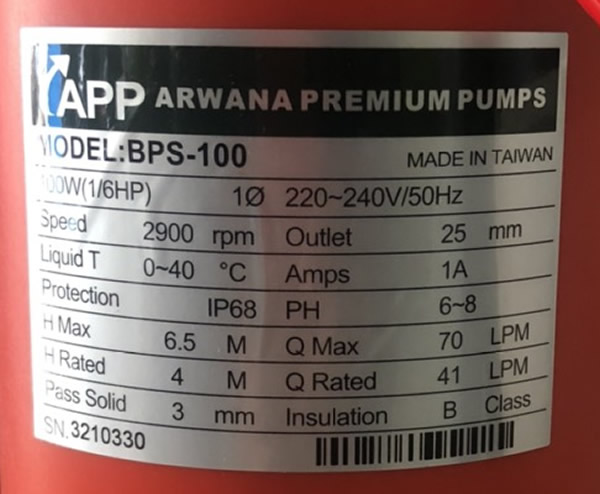 APP ARWANA PREMIUM PUMPS
MODEL:BPS-100 MADE IN TAIWAN
100W(1/6HP) 1Ø 220~240V/50Hz
Speed 2900 rpm Outlet 25 mm
Liquid T 0~40 °C Amps 1A
Protection IP68 PH 6~8
H Max 6.5 M Q Max 70 LPM
H Rated 4 M Q Rated 41 LPM
Pass Solid 3 mm Insulation B Class
SN.3210330